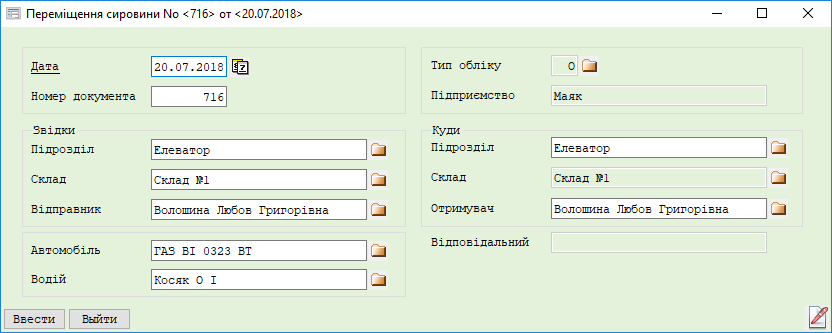 Переміщення сировини No <716> от <20.07.2018>
Дата 20.07.2018
Номер документа 716
Тип обліку 0
Підприємство Маяк
Звідки
Підрозділ Елеватор
Склад Склад №1
Відправник Волошина Любов Григорівна
Куди
Підрозділ Елеватор
Склад Склад №1
Отримувач Волошина Любов Григорівна
Автомобіль ГАЗ ВІ 0323 ВТ
Водій Косяк О І
Відповідальний
Ввести Выйти